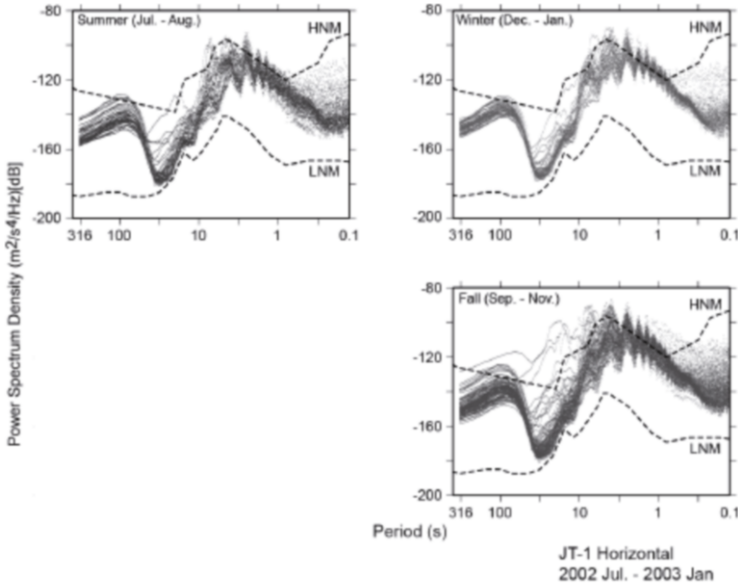 Summer (Jul. - Aug.)
HNM
LNM
-80
-120
-160
-200
316 100 10 1 0.1
Winter (Dec. - Jan.)
HNM
LNM
-80
-120
-160
-200
316 100 10 1 0.1
Fall (Sep. - Nov.)
HNM
LNM
-80
-120
-160
-200
316 100 10 1 0.1
Power Spectrum Density (m2/s4/Hz)[dB]
Period (s)
JT-1 Horizontal
2002 Jul. - 2003 Jan